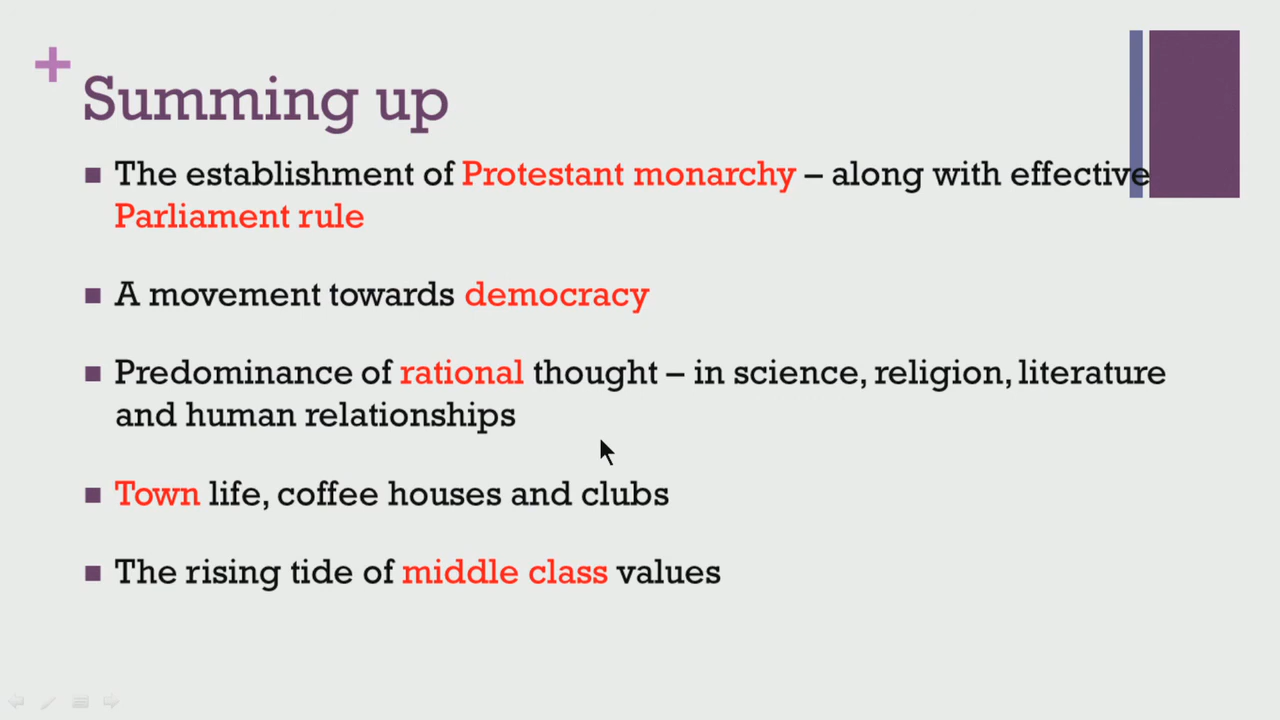 +
Summing up
■ The establishment of Protestant monarchy – along with effective
Parliament rule
■ A movement towards democracy
■ Predominance of rational thought – in science, religion, literature
and human relationships
■ Town life, coffee houses and clubs
■ The rising tide of middle class values